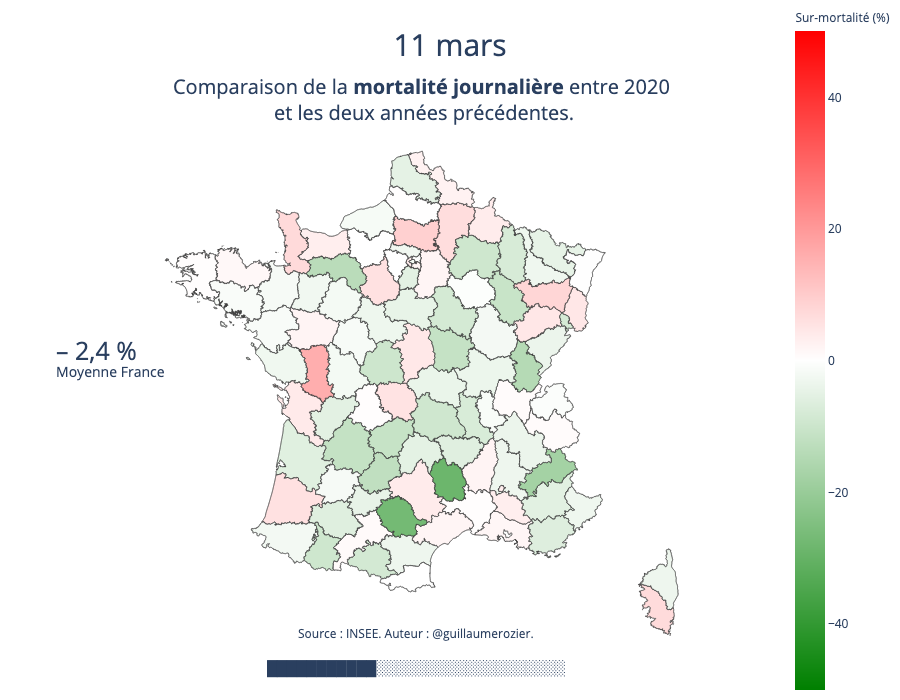 Sur-mortalité (%)
11 mars
Comparaison de la mortalité journalière entre 2020
et les deux années précédentes.
40
20
0
−20
−40
– 2,4 %
Moyenne France
Source : INSEE. Auteur : @guillaumerozier.